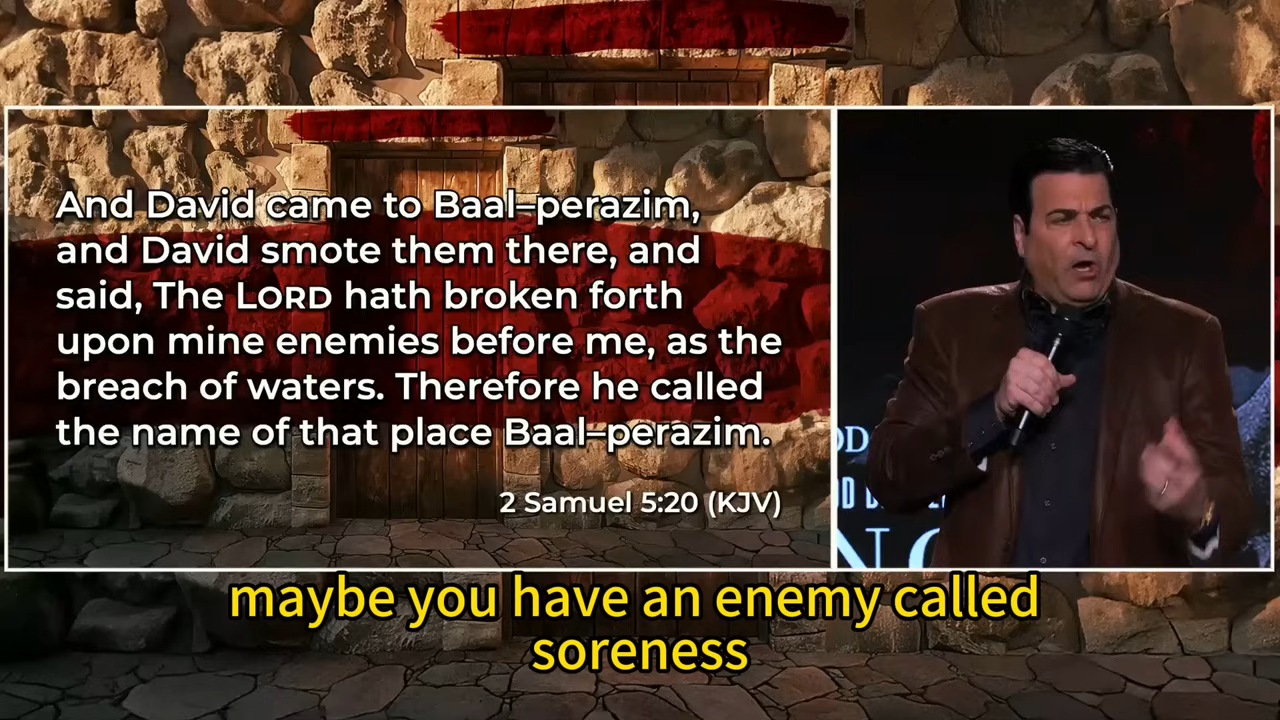 And David came to Baal–perazim,
and David smote them there, and
said, The LORD hath broken forth
upon mine enemies before me, as the
breach of waters. Therefore he called
the name of that place Baal–perazim.
2 Samuel 5:20 (KJV)
maybe you have an enemy called
soreness